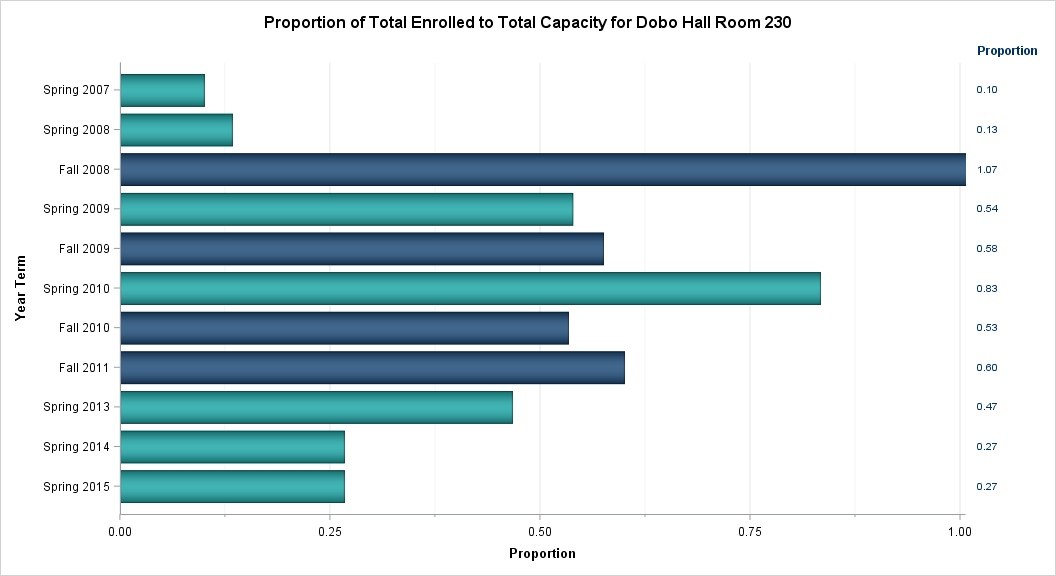 Proportion of Total Enrolled to Total Capacity for Dobo Hall Room 230
Proportion
Spring 2007 0.10
Spring 2008 0.13
Fall 2008 1.07
Spring 2009 0.54
Fall 2009 0.58
Spring 2010 0.83
Fall 2010 0.53
Fall 2011 0.60
Spring 2013 0.47
Spring 2014 0.27
Spring 2015 0.27
Year Term
0.00 0.25 0.50 0.75 1.00
Proportion